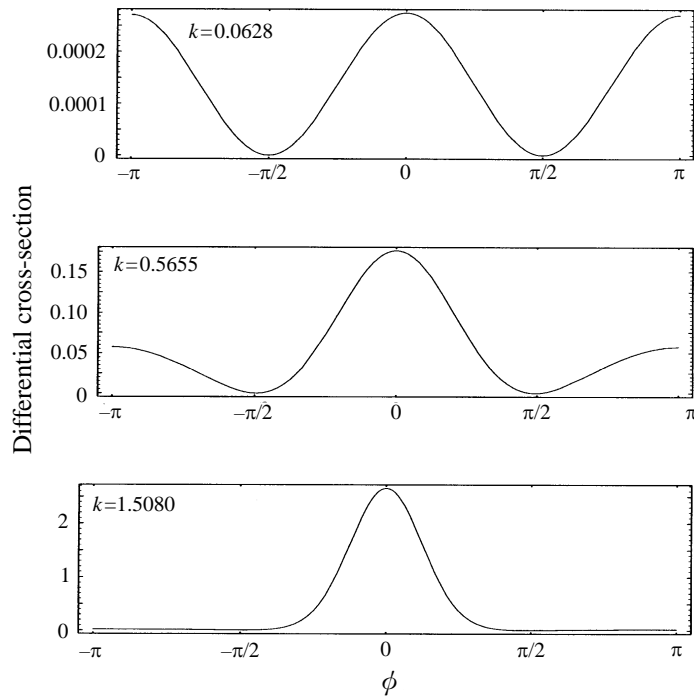 k=0.0628
0.0002
0.0001
0
–π
–π/2
0
π/2
π
Differential cross-section
k=0.5655
0.15
0.10
0.05
0
–π
–π/2
0
π/2
π
k=1.5080
2
1
0
–π
–π/2
0
π/2
π
ϕ